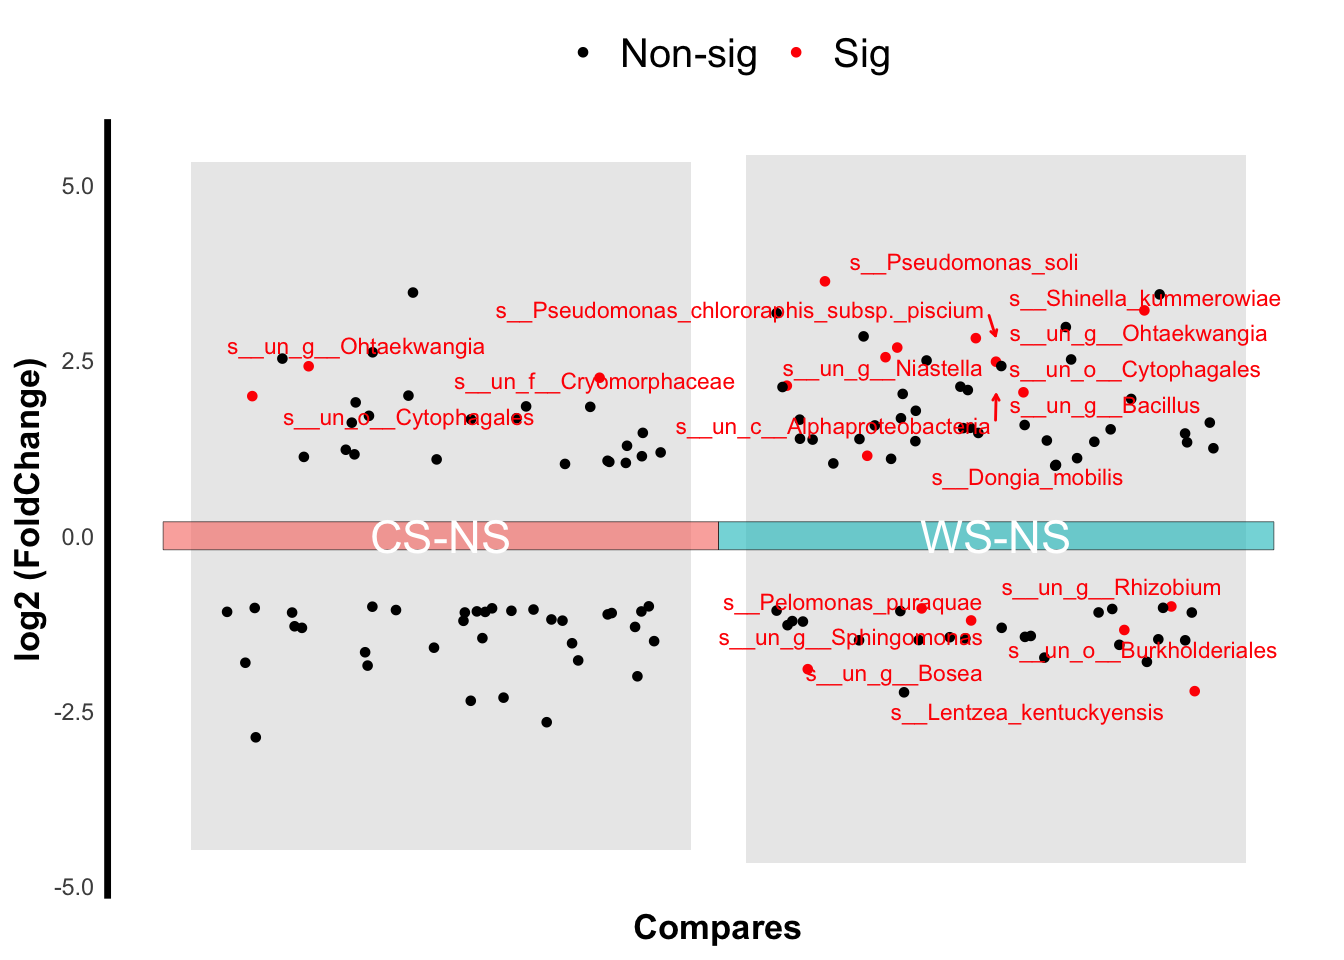 Non-sig Sig
log2 (FoldChange)
5.0
2.5
0.0
-2.5
-5.0
s__Pseudomonas_soli
s__Shinella_kummerowiae
s__Pseudomonas_chlororaphis_subsp._piscium
s__un_g__Ohtaekwangia
s__un_g__Ohtaekwangia
s__un_g__Niastella
s__un_o__Cytophagales
s__un_f__Cryomorphaceae
s__un_g__Bacillus
s__un_o__Cytophagales
s__un_c__Alphaproteobacteria
s__Dongia_mobilis
CS-NS
WS-NS
s__un_g__Rhizobium
s__Pelomonas_puraquae
s__un_g__Sphingomonas
s__un_o__Burkholderiales
s__un_g__Bosea
s__Lentzea_kentuckyensis
Compares